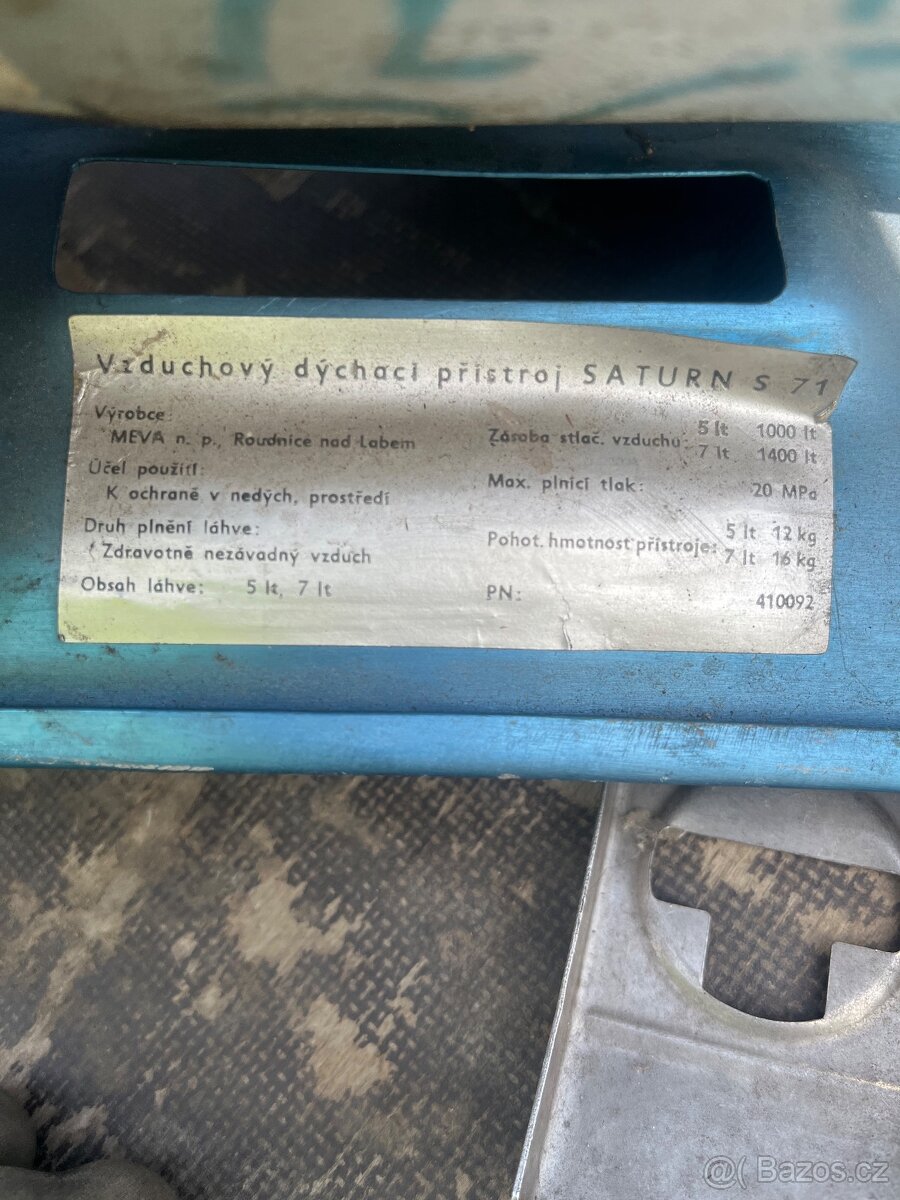 Vzduchový dýchací přístroj SATURN S 71
Výrobce:
MEVA n. p., Roudnice nad Labem
Účel použití:
K ochraně v nedých, prostředí
Druh plnění láhve:
Zdravotně nezávadný vzduch
Obsah láhve: 5 lt, 7 lt
Zásoba stlač. vzduchu: 5 lt 1000 lt
7 lt 1400 lt
Max. plnící tlak: 20 MPa
Pohot. hmotnost přístroje: 5 lt 12 kg
7 lt 16 kg
PN: 410092
@( Bazos.cz